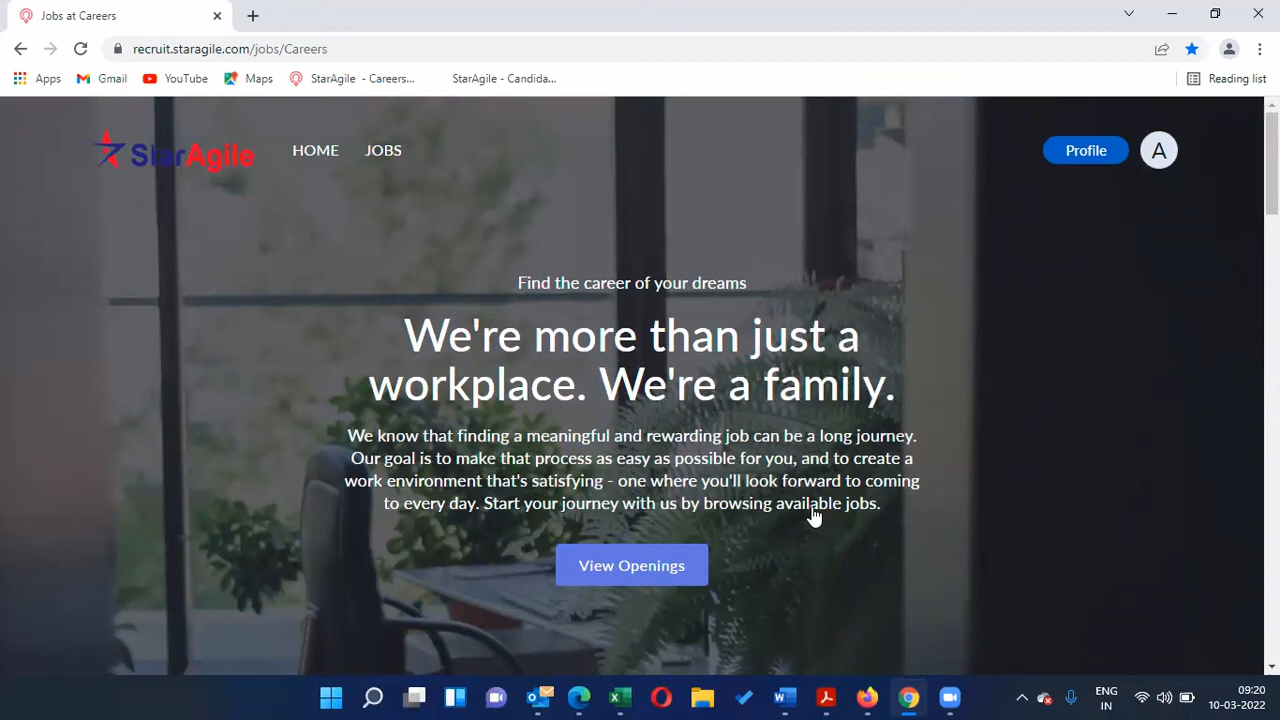 Jobs at Careers
recruit.staragile.com/jobs/Careers
Apps Gmail YouTube Maps StarAgile - Careers... StarAgile - Candida... Reading list
StarAgile HOME JOBS Profile A
Find the career of your dreams
We're more than just a
workplace. We're a family.
We know that finding a meaningful and rewarding job can be a long journey.
Our goal is to make that process as easy as possible for you, and to create a
work environment that's satisfying - one where you'll look forward to coming
to every day. Start your journey with us by browsing available jobs.
View Openings
ENG 09:20
IN 10-03-2022